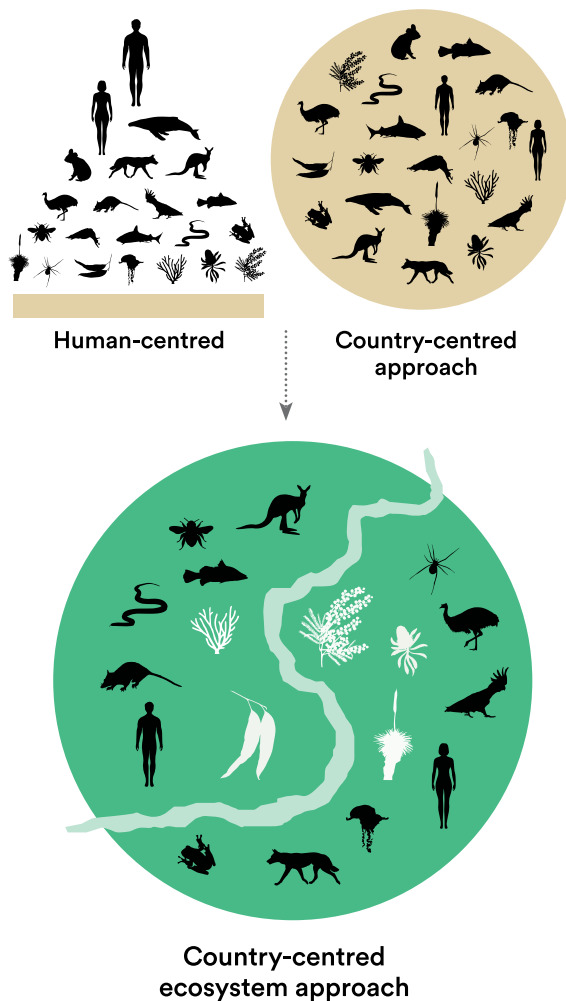 Human-centred
Country-centred
approach
Country-centred
ecosystem approach